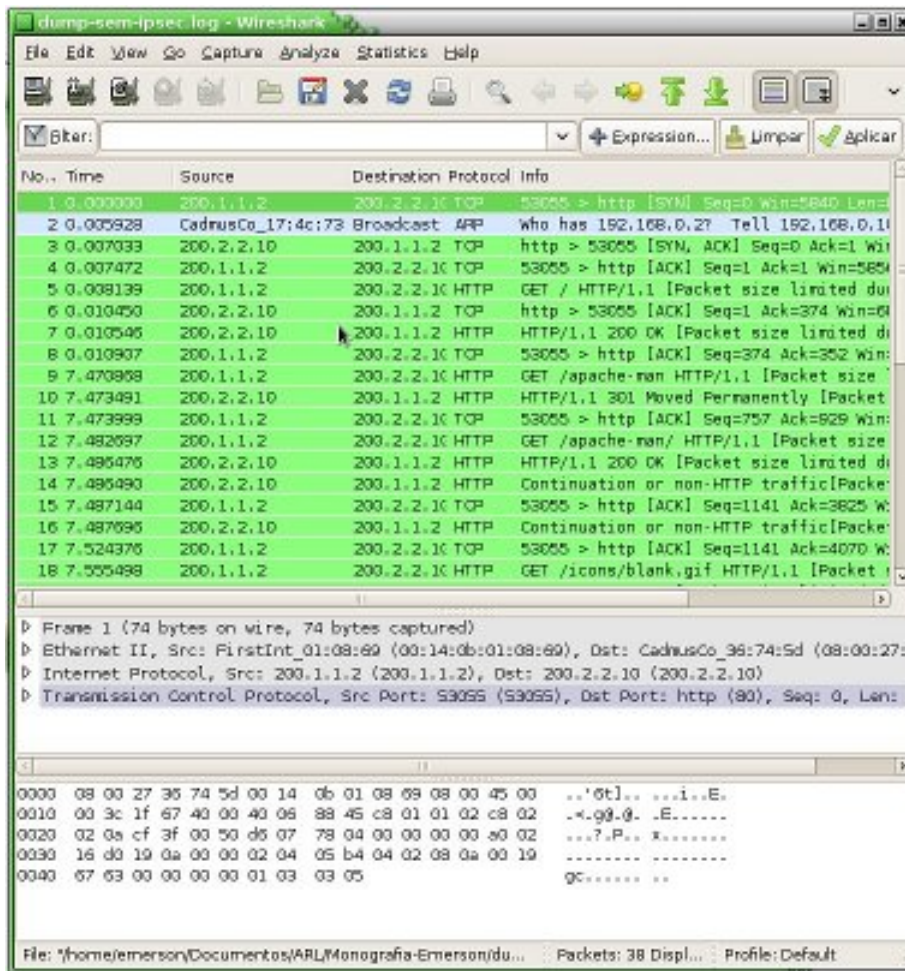 dump-sem-ipsec.log - Wireshark
File Edit View Go Capture Analyze Statistics Help
Filter: Expression... Limpar Aplicar
No.. Time Source Destination Protocol Info
1 0.000000 200.1.1.2 200.2.2.10 TCP 53055 > http [SYN] Seq=0 Win=5840 Len=
2 0.005928 CadmusCo_17:4c:73 Broadcast ARP Who has 192.168.0.2? Tell 192.168.0.1
3 0.007033 200.2.2.10 200.1.1.2 TCP http > 53055 [SYN, ACK] Seq=0 Ack=1 Win
4 0.007472 200.1.1.2 200.2.2.10 TCP 53055 > http [ACK] Seq=1 Ack=1 Win=585
5 0.008139 200.1.1.2 200.2.2.10 HTTP GET / HTTP/1.1 [Packet size limited du
6 0.010450 200.2.2.10 200.1.1.2 TCP http > 53055 [ACK] Seq=1 Ack=374 Win=6
7 0.010546 200.2.2.10 200.1.1.2 HTTP HTTP/1.1 200 OK [Packet size limited d
8 0.010907 200.1.1.2 200.2.2.10 TCP 53055 > http [ACK] Seq=374 Ack=352 Win=
9 7.470868 200.1.1.2 200.2.2.10 HTTP GET /apache-man HTTP/1.1 [Packet size
10 7.473491 200.2.2.10 200.1.1.2 HTTP HTTP/1.1 301 Moved Permanently [Packet
11 7.473999 200.1.1.2 200.2.2.10 TCP 53055 > http [ACK] Seq=757 Ack=929 Win=
12 7.482697 200.1.1.2 200.2.2.10 HTTP GET /apache-man/ HTTP/1.1 [Packet size
13 7.486476 200.2.2.10 200.1.1.2 HTTP HTTP/1.1 200 OK [Packet size limited d
14 7.486490 200.2.2.10 200.1.1.2 HTTP Continuation or non-HTTP traffic[Packe
15 7.487144 200.1.1.2 200.2.2.10 TCP 53055 > http [ACK] Seq=1141 Ack=3825 W
16 7.487696 200.2.2.10 200.1.1.2 HTTP Continuation or non-HTTP traffic[Packe
17 7.524376 200.1.1.2 200.2.2.10 TCP 53055 > http [ACK] Seq=1141 Ack=4070 W
18 7.555498 200.1.1.2 200.2.2.10 HTTP GET /icons/blank.gif HTTP/1.1 [Packet
Frame 1 (74 bytes on wire, 74 bytes captured)
Ethernet II, Src: FirstInt_01:08:69 (00:14:0b:01:08:69), Dst: CadmusCo_36:74:5d (08:00:27:
Internet Protocol, Src: 200.1.1.2 (200.1.1.2), Dst: 200.2.2.10 (200.2.2.10)
Transmission Control Protocol, Src Port: 53055 (53055), Dst Port: http (80), Seq: 0, Len:
0000 08 00 27 36 74 5d 00 14 0b 01 08 69 08 00 45 00 ..'6t].. ...i..E.
0010 00 3c 1f 67 40 00 40 06 88 45 c8 01 01 02 c8 02 .<.g@.@. .E......
0020 02 0a cf 3f 00 50 d6 07 78 04 00 00 00 00 a0 02 ...?.P.. x.......
0030 16 d0 19 0a 00 00 02 04 05 b4 04 02 08 0a 00 19 ........ ........
0040 67 63 00 00 00 00 01 03 03 05 gc...... ..
File: "/home/emerson/Documentos/ARL/Monografia-Emerson/du... Packets: 38 Displ... Profile: Default